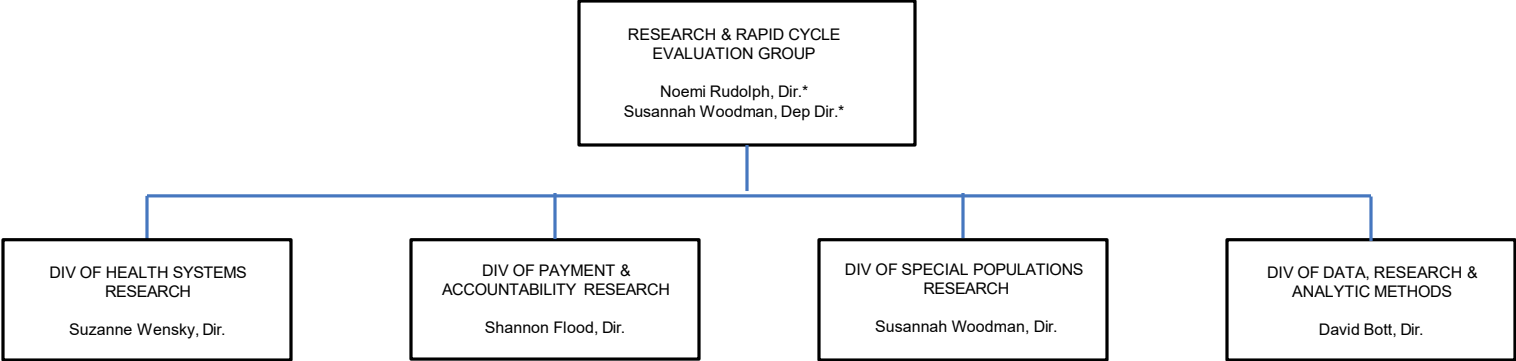 RESEARCH & RAPID CYCLE
EVALUATION GROUP
Noemi Rudolph, Dir.*
Susannah Woodman, Dep Dir.*
DIV OF HEALTH SYSTEMS
RESEARCH
Suzanne Wensky, Dir.
DIV OF PAYMENT &
ACCOUNTABILITY RESEARCH
Shannon Flood, Dir.
DIV OF SPECIAL POPULATIONS
RESEARCH
Susannah Woodman, Dir.
DIV OF DATA, RESEARCH &
ANALYTIC METHODS
David Bott, Dir.